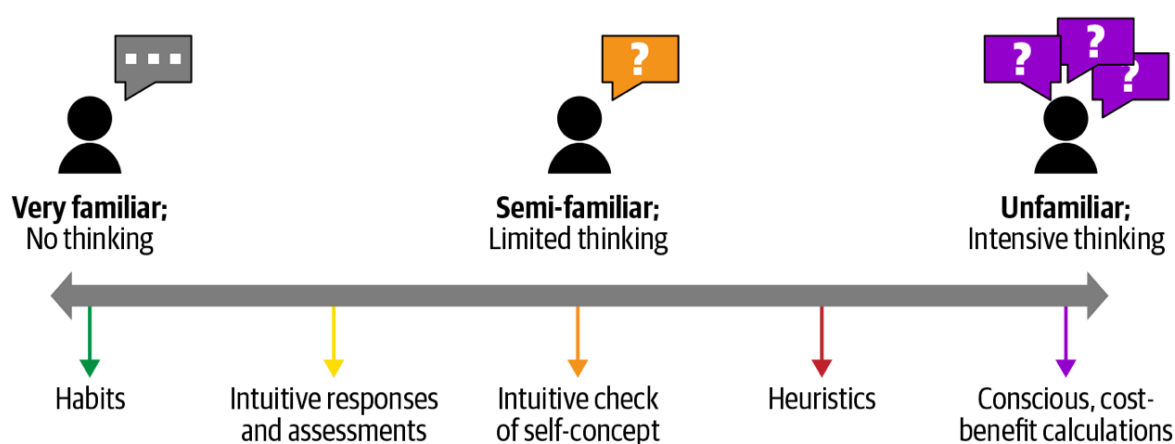 ?
?
?
?
Very familiar;
No thinking
Semi-familiar;
Limited thinking
Unfamiliar;
Intensive thinking
Habits
Intuitive responses
and assessments
Intuitive check
of self-concept
Heuristics
Conscious, cost-
benefit calculations